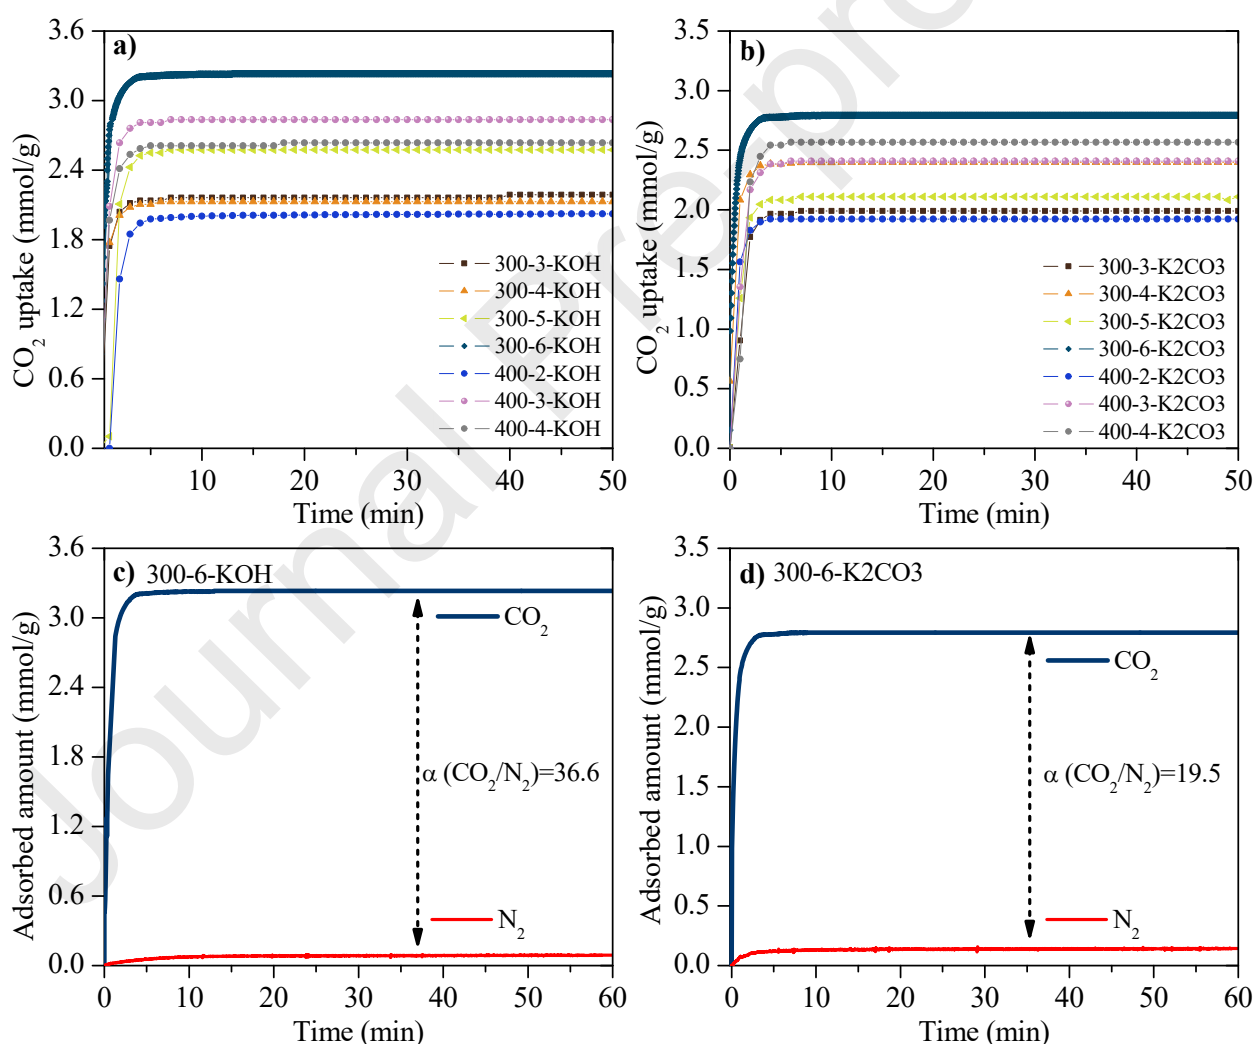 a)
3.6
3.0
2.4
1.8
1.2
0.6
0.0
CO2 uptake (mmol/g)
300-3-KOH
300-4-KOH
300-5-KOH
300-6-KOH
400-2-KOH
400-3-KOH
400-4-KOH
10 20 30 40 50
Time (min)
b)
3.5
3.0
2.5
2.0
1.5
1.0
0.5
0.0
CO2 uptake (mmol/g)
300-3-K2CO3
300-4-K2CO3
300-5-K2CO3
300-6-K2CO3
400-2-K2CO3
400-3-K2CO3
400-4-K2CO3
0 10 20 30 40 50
Time (min)
c) 300-6-KOH
3.6
3.0
2.4
1.8
1.2
0.6
0.0
Adsorbed amount (mmol/g)
CO2
α (CO2/N2)=36.6
N2
0 10 20 30 40 50 60
Time (min)
d) 300-6-K2CO3
3.5
3.0
2.5
2.0
1.5
1.0
0.5
0.0
Adsorbed amount (mmol/g)
CO2
α (CO2/N2)=19.5
N2
0 10 20 30 40 50 60
Time (min)
Journal Prepro